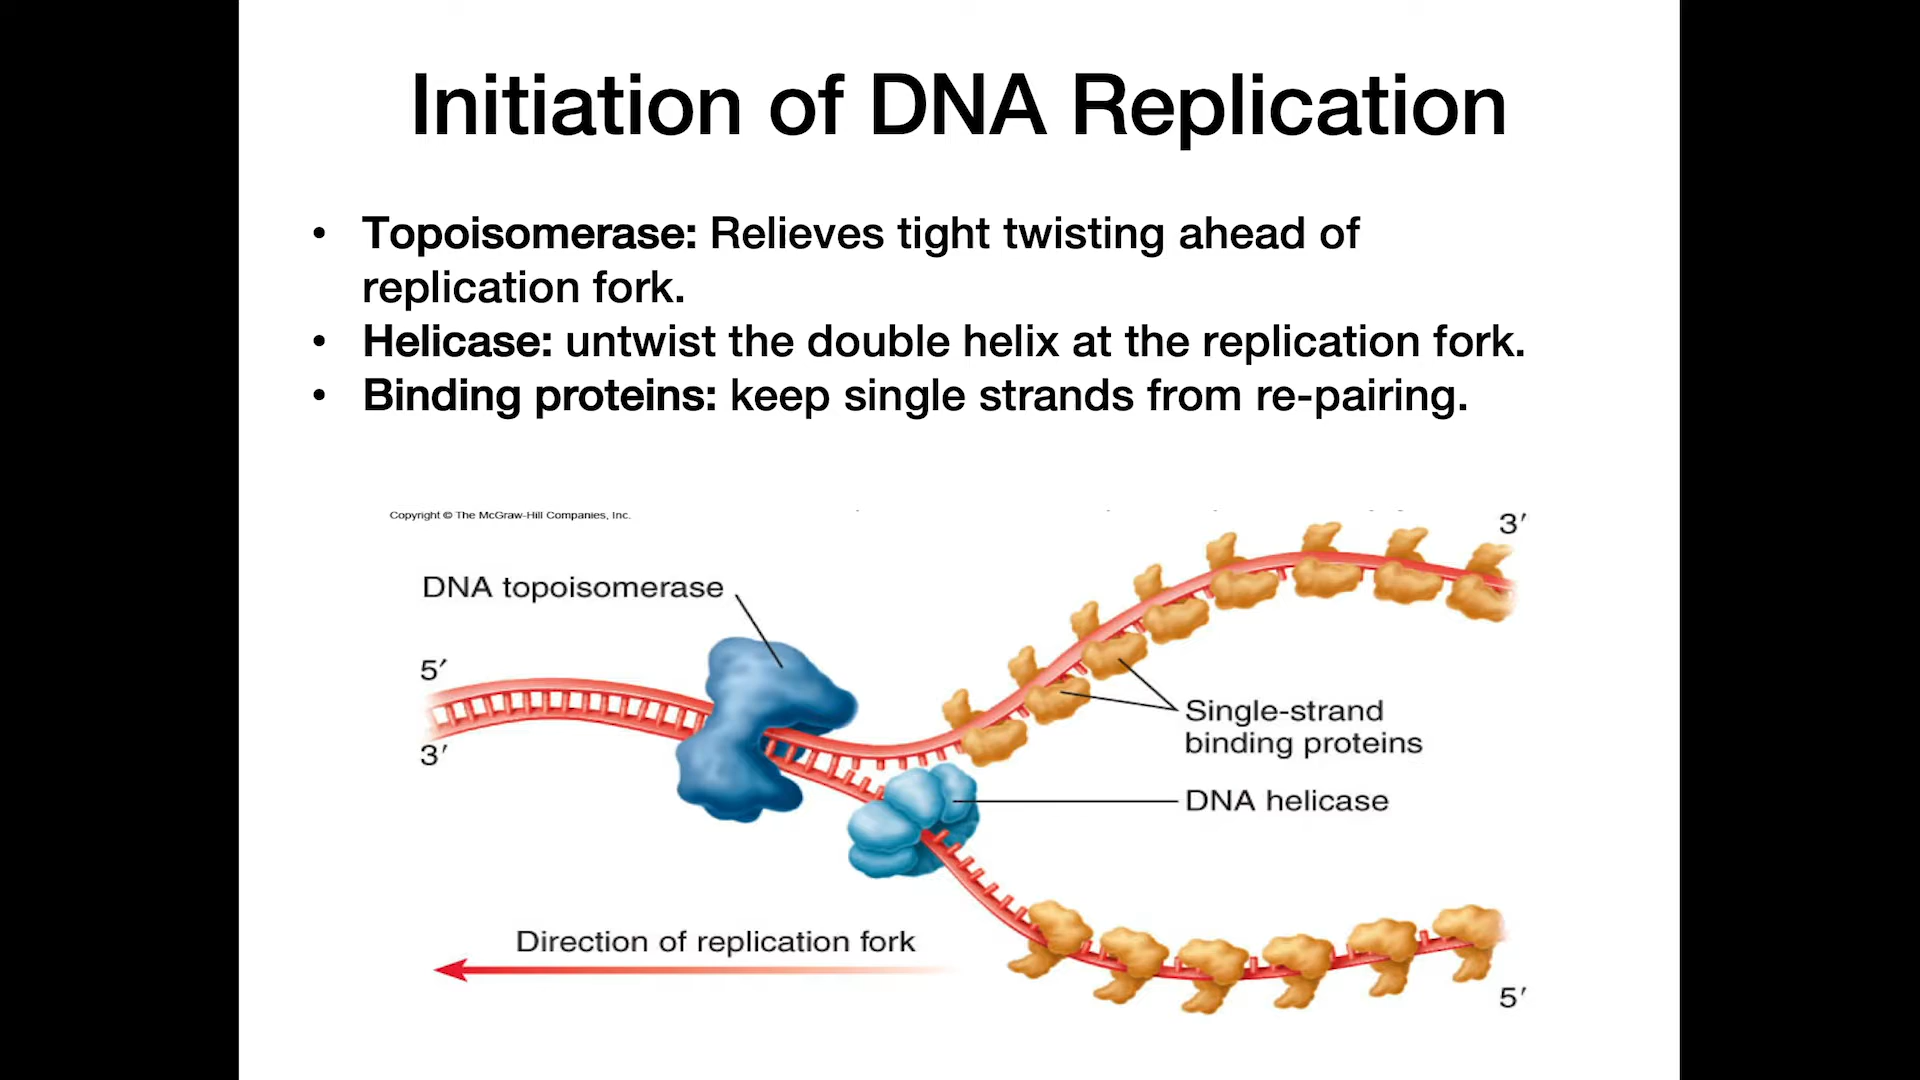 Initiation of DNA Replication
• Topoisomerase: Relieves tight twisting ahead of
replication fork.
• Helicase: untwist the double helix at the replication fork.
• Binding proteins: keep single strands from re-pairing.
Copyright © The McGraw-Hill Companies, Inc.
3′
DNA topoisomerase
5′
3′
Single-strand
binding proteins
DNA helicase
Direction of replication fork
5′